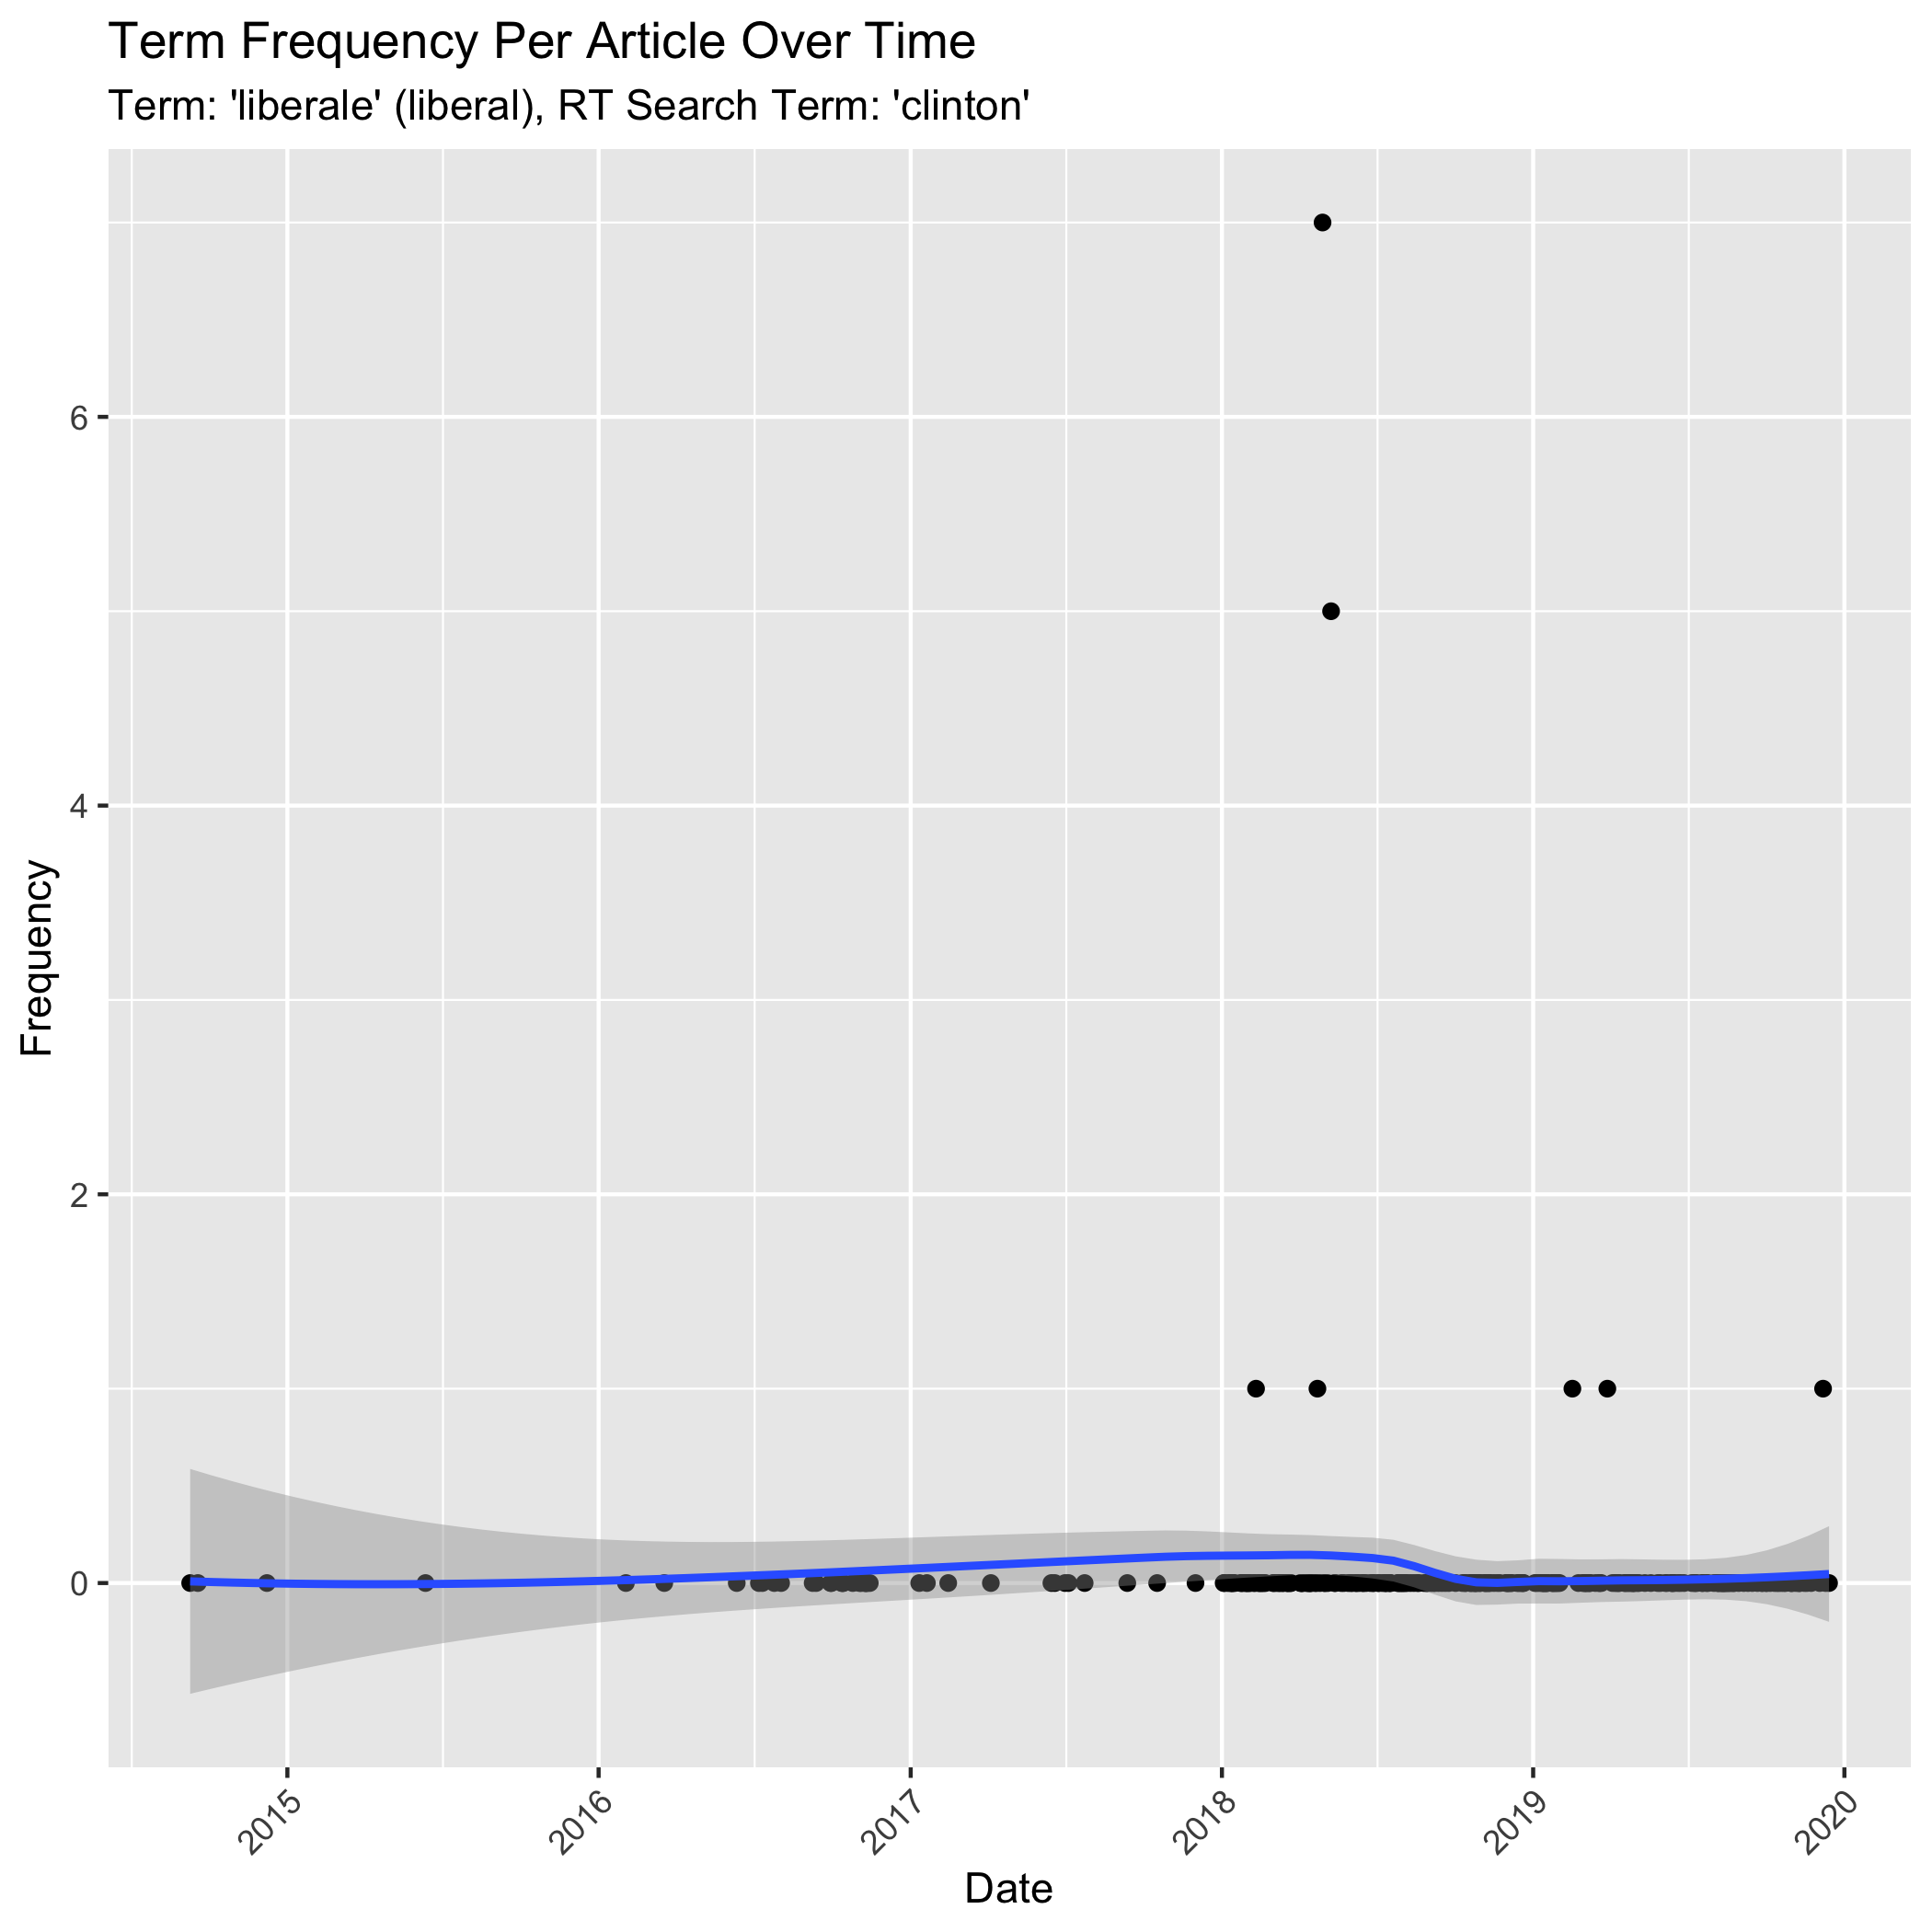 Term Frequency Per Article Over Time
Term: 'liberale' (liberal), RT Search Term: 'clinton'
Frequency
6
4
2
0
2015
2016
2017
2018
2019
2020
Date